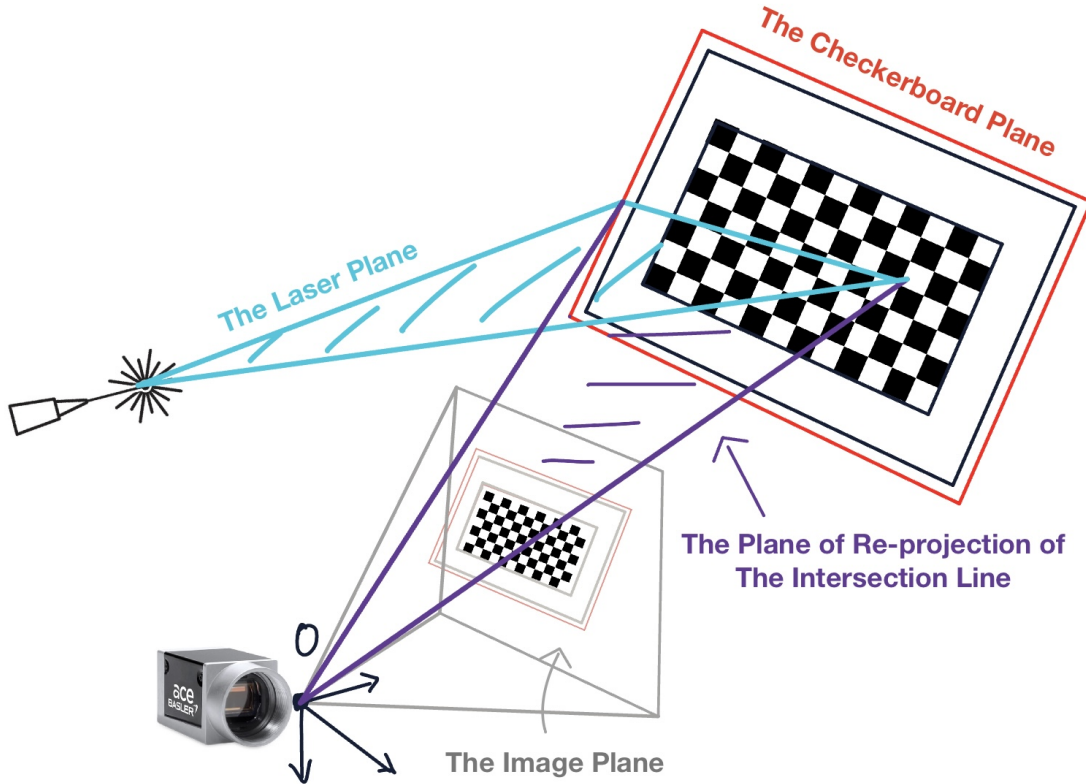 The Checkerboard Plane
The Laser Plane
The Plane of Re-projection of
The Intersection Line
O
ace
BASLER
The Image Plane